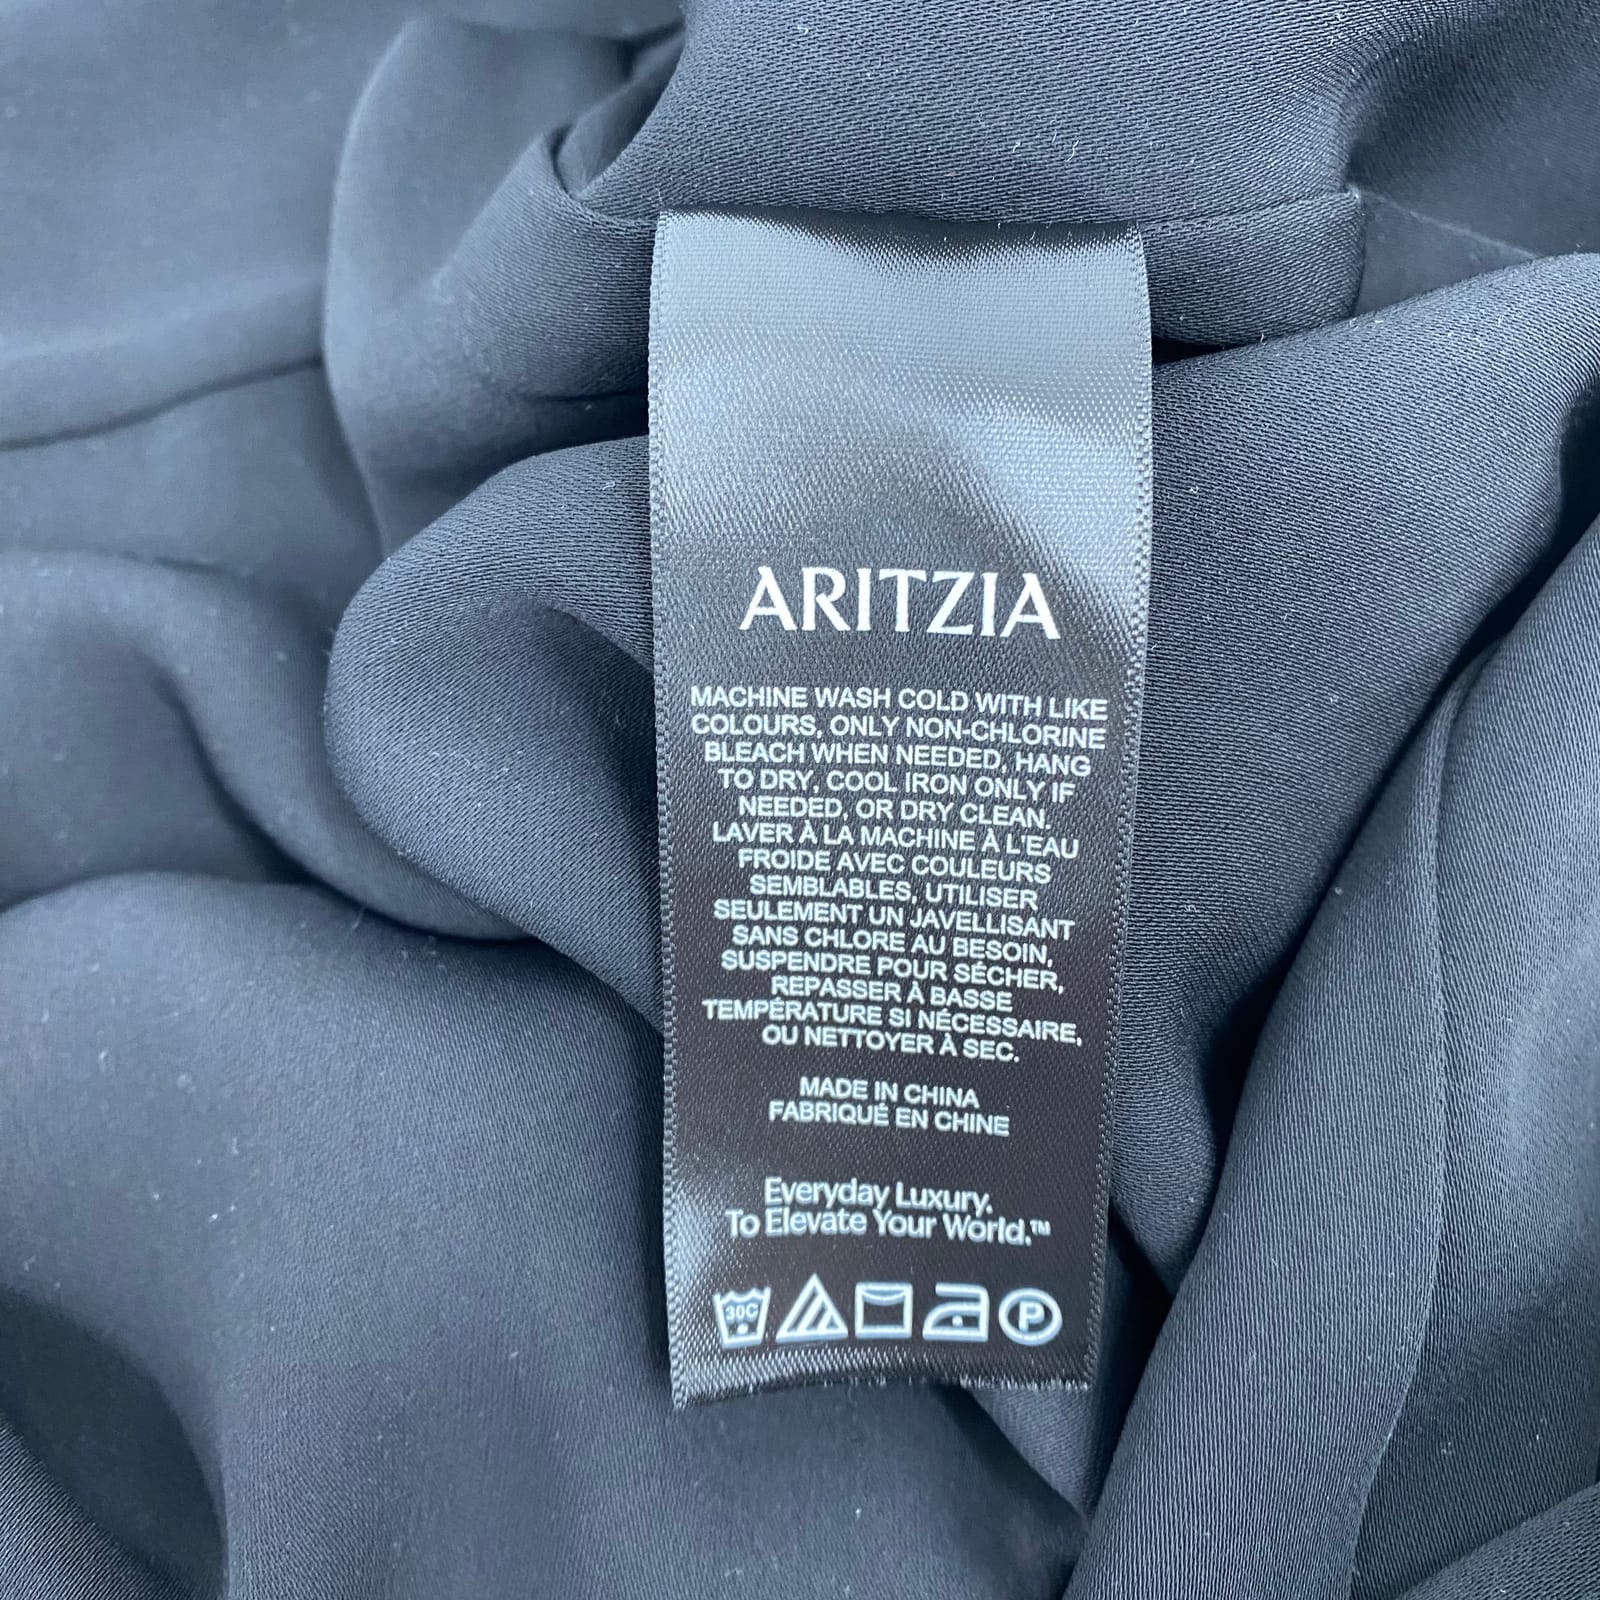 ARITZIA
MACHINE WASH COLD WITH LIKE
COLOURS, ONLY NON-CHLORINE
BLEACH WHEN NEEDED, HANG
TO DRY, COOL IRON ONLY IF
NEEDED, OR DRY CLEAN.
LAVER À LA MACHINE À L'EAU
FROIDE AVEC COULEURS
SEMBLABLES, UTILISER
SEULEMENT UN JAVELLISANT
SANS CHLORE AU BESOIN,
SUSPENDRE POUR SÉCHER,
REPASSER À BASSE
TEMPÉRATURE SI NÉCESSAIRE,
OU NETTOYER À SEC.
MADE IN CHINA
FABRIQUÉ EN CHINE
Everyday Luxury.
To Elevate Your World.™
30C P